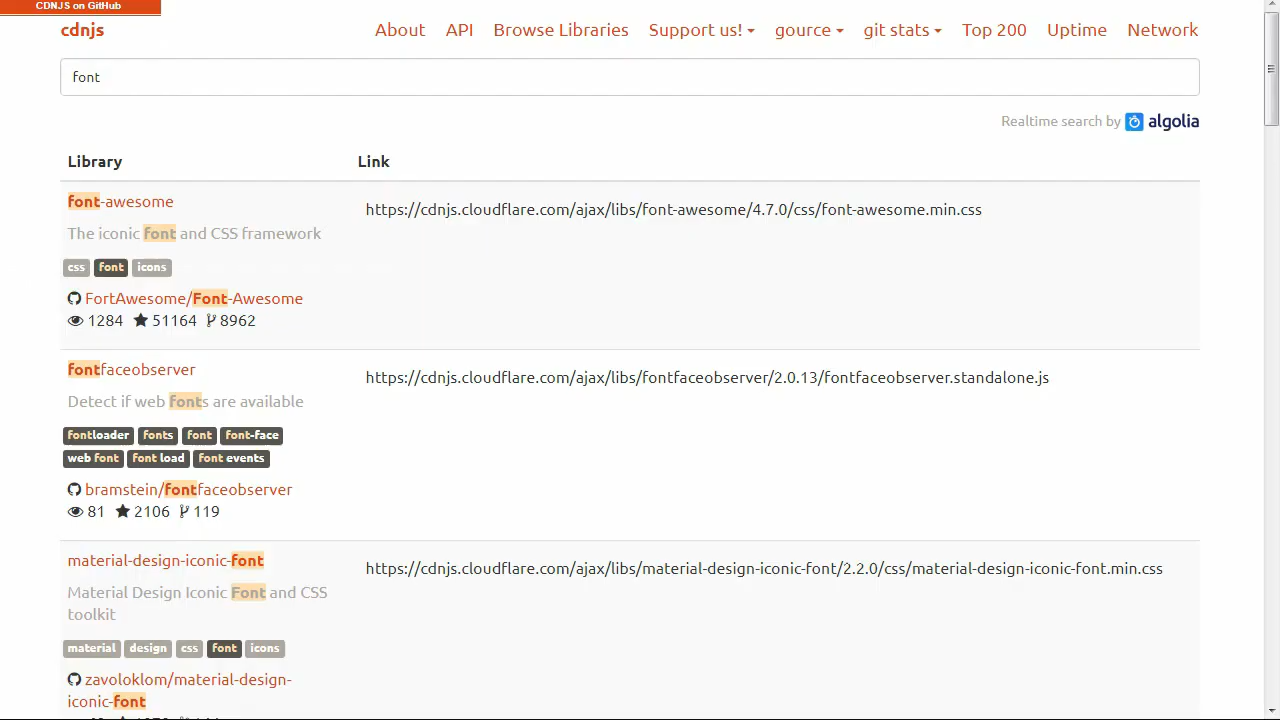 CDNJS on GitHub
cdnjs About API Browse Libraries Support us! gource git stats Top 200 Uptime Network
font
Realtime search by algolia
Library Link
font-awesome
https://cdnjs.cloudflare.com/ajax/libs/font-awesome/4.7.0/css/font-awesome.min.css
The iconic font and CSS framework
css font icons
FortAwesome/Font-Awesome
1284 51164 8962
fontfaceobserver
https://cdnjs.cloudflare.com/ajax/libs/fontfaceobserver/2.0.13/fontfaceobserver.standalone.js
Detect if web fonts are available
fontloader fonts font font-face
web font font load font events
bramstein/fontfaceobserver
81 2106 119
material-design-iconic-font
https://cdnjs.cloudflare.com/ajax/libs/material-design-iconic-font/2.2.0/css/material-design-iconic-font.min.css
Material Design Iconic Font and CSS
toolkit
material design css font icons
zavoloklom/material-design-
iconic-font